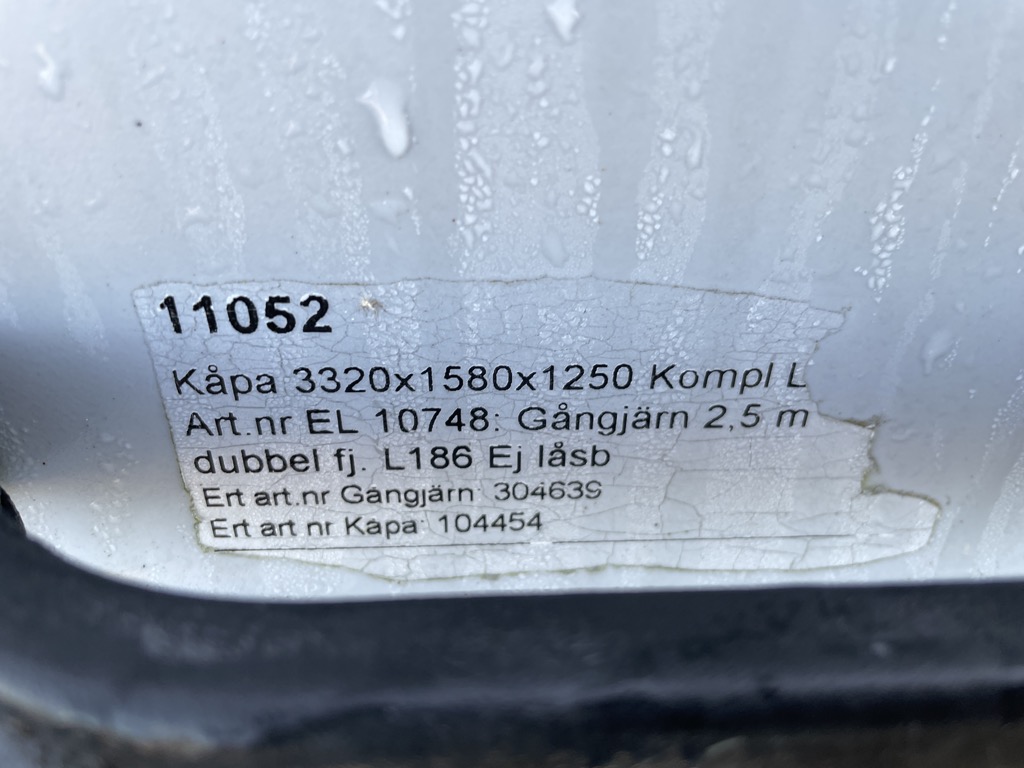 11052
Kåpa 3320x1580x1250 Kompl L
Art.nr EL 10748: Gångjärn 2,5 m
dubbel fj. L186 Ej låsb
Ert art.nr Gångjärn: 304639
Ert art nr Kåpa: 104454